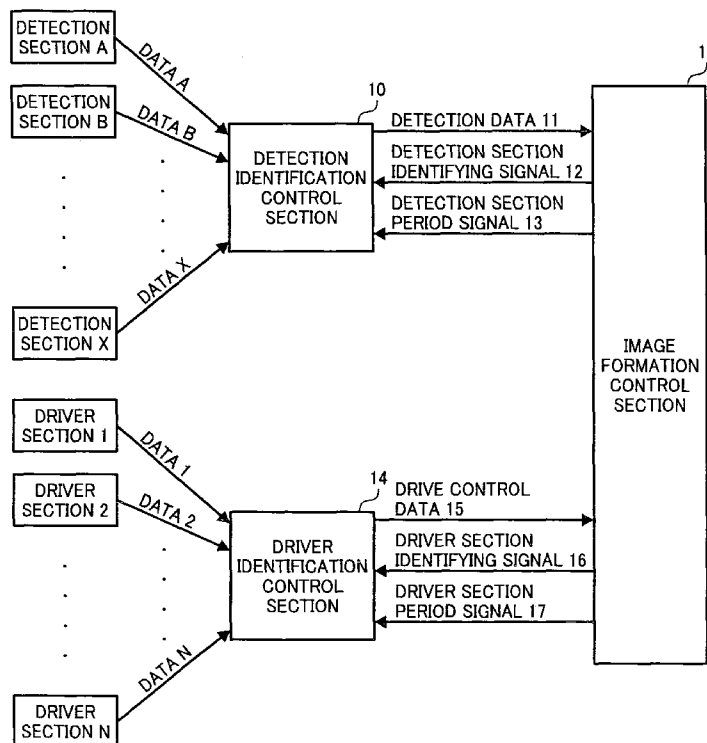 DETECTION
SECTION A
DATA A
DETECTION
SECTION B
DATA B
DATA X
DETECTION
SECTION X
10
DETECTION
IDENTIFICATION
CONTROL
SECTION
DETECTION DATA 11
DETECTION SECTION
IDENTIFYING SIGNAL 12
DETECTION SECTION
PERIOD SIGNAL 13
1
IMAGE
FORMATION
CONTROL
SECTION
DRIVER
SECTION 1
DATA 1
DRIVER
SECTION 2
DATA 2
DATA N
DRIVER
SECTION N
14
DRIVER
IDENTIFICATION
CONTROL
SECTION
DRIVE CONTROL
DATA 15
DRIVER SECTION
IDENTIFYING SIGNAL 16
DRIVER SECTION
PERIOD SIGNAL 17